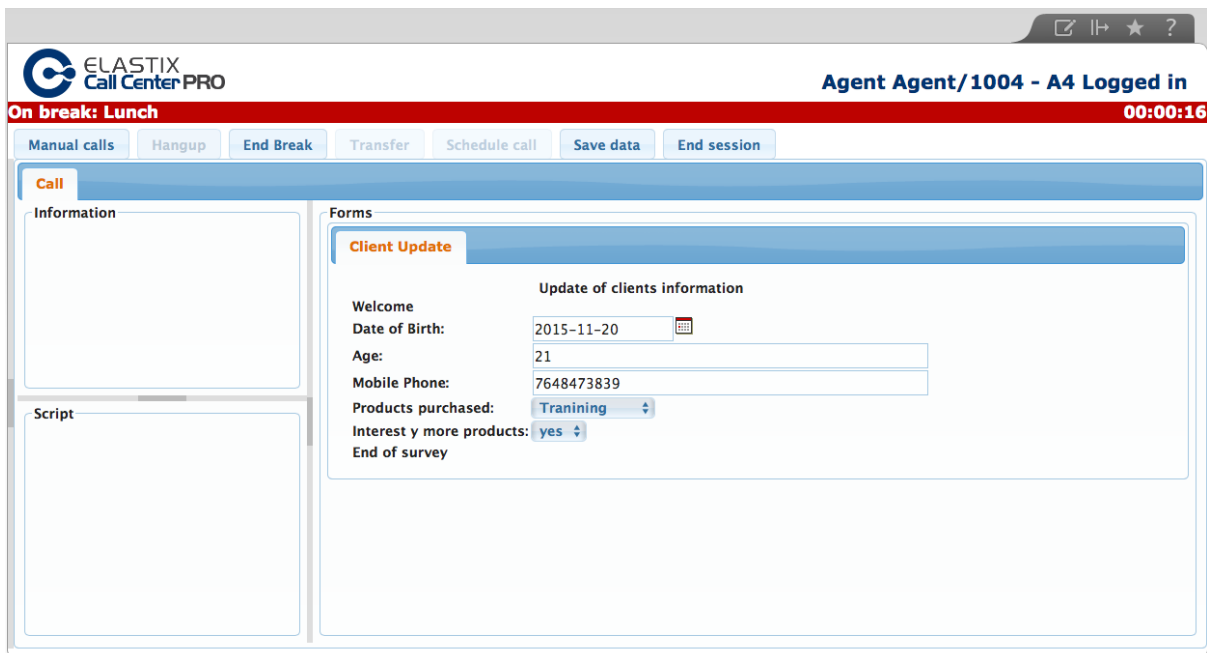 ?
ELASTIX
Call Center PRO
Agent Agent/1004 - A4 Logged in
On break: Lunch 00:00:16
Manual calls Hangup End Break Transfer Schedule call Save data End session
Call
Information
Forms
Client Update
Update of clients information
Welcome
Date of Birth: 2015-11-20
Age: 21
Mobile Phone: 7648473839
Products purchased: Tranining
Interest y more products: yes
End of survey
Script